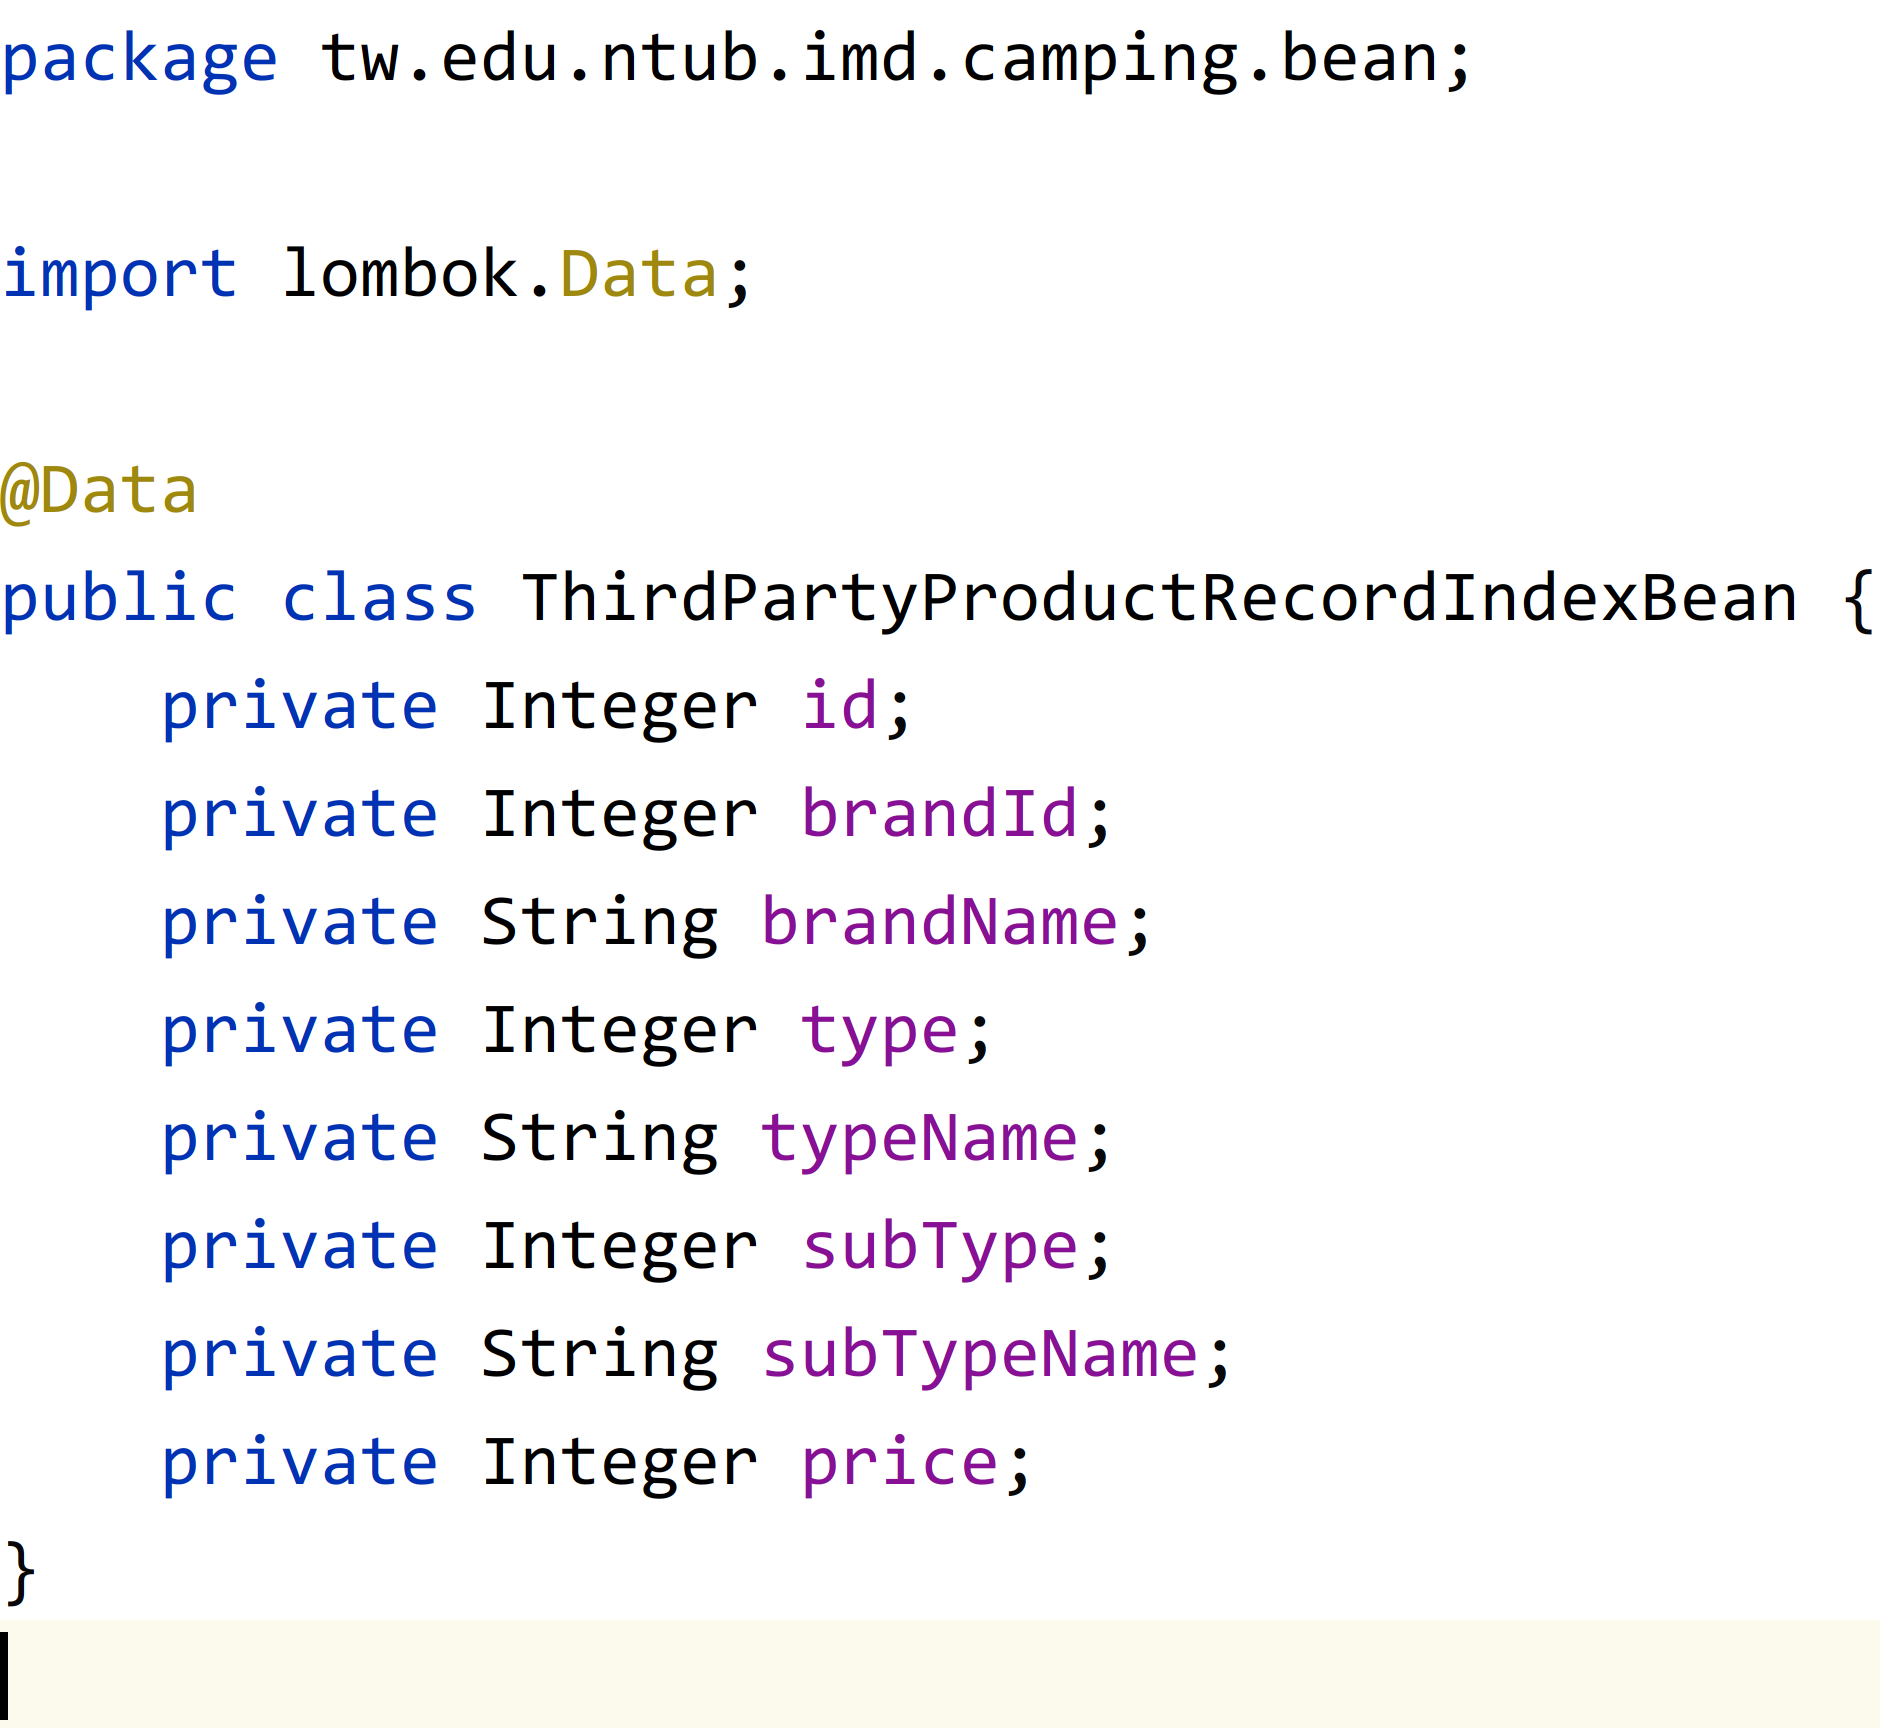 package tw.edu.ntub.imd.camping.bean;

import lombok.Data;

@Data
public class ThirdPartyProductRecordIndexBean {
    private Integer id;
    private Integer brandId;
    private String brandName;
    private Integer type;
    private String typeName;
    private Integer subType;
    private String subTypeName;
    private Integer price;
}